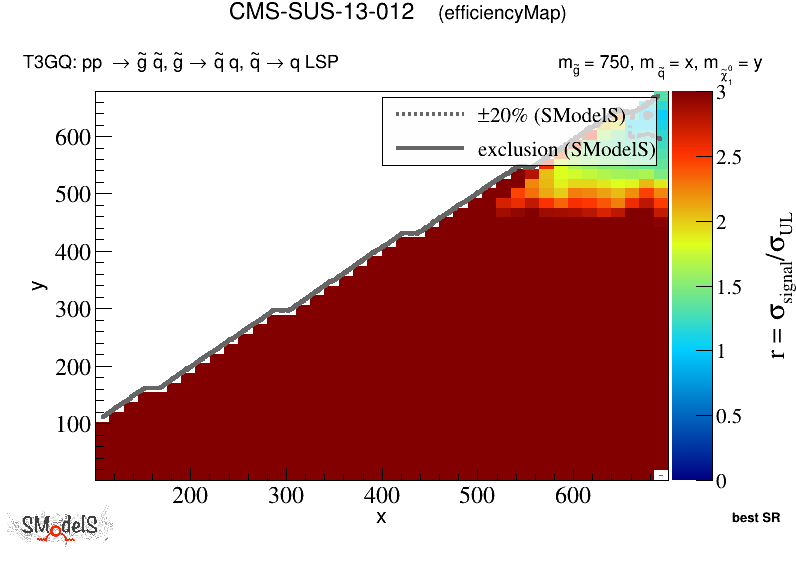 CMS-SUS-13-012 (efficiencyMap)
T3GQ: pp → g̃ q̃, g̃ → q̃ q, q̃ → q LSP
m_g̃ = 750, m_q̃ = x, m_χ̃₁⁰ = y
±20% (SModelS)
exclusion (SModelS)
600
500
400
300
200
100
y
200 300 400 500 600
x
3
2.5
2
1.5
1
0.5
0
r = σ_signal/σ_UL
SModelS
best SR